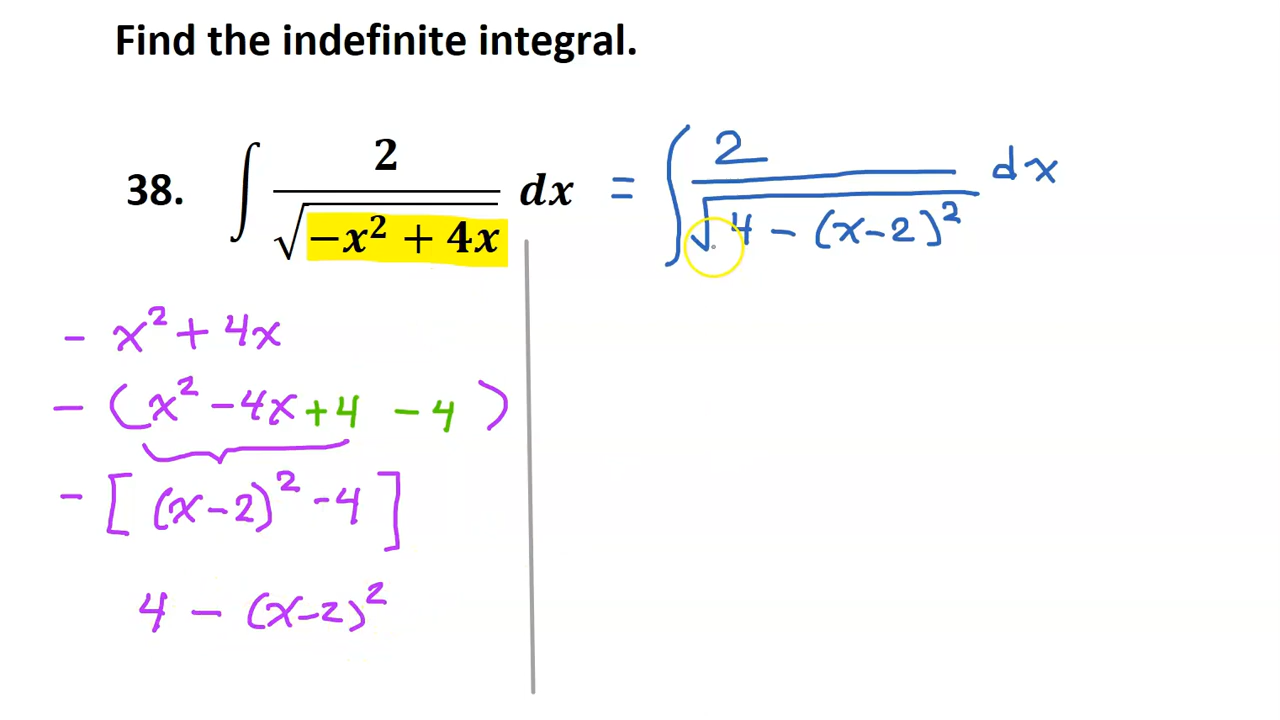 Find the indefinite integral.
38. ∫ 2 / √(−x² + 4x) dx = ∫ 2 / √(4 − (x−2)²) dx
− x² + 4x
− (x² − 4x + 4 − 4)
− [(x−2)² − 4]
4 − (x−2)²